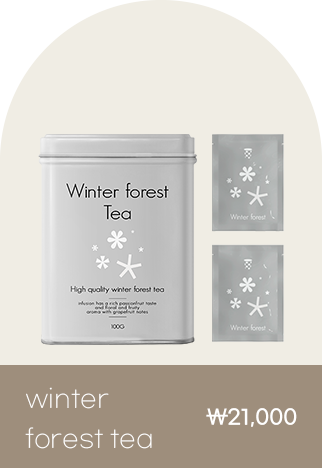 Winter forest
Tea
High quality winter forest tea
infusion has a rich passionfruit taste
and floral and fruity
aroma with grapefruit notes
100G
Winter forest
Winter forest
winter
forest tea
₩21,000